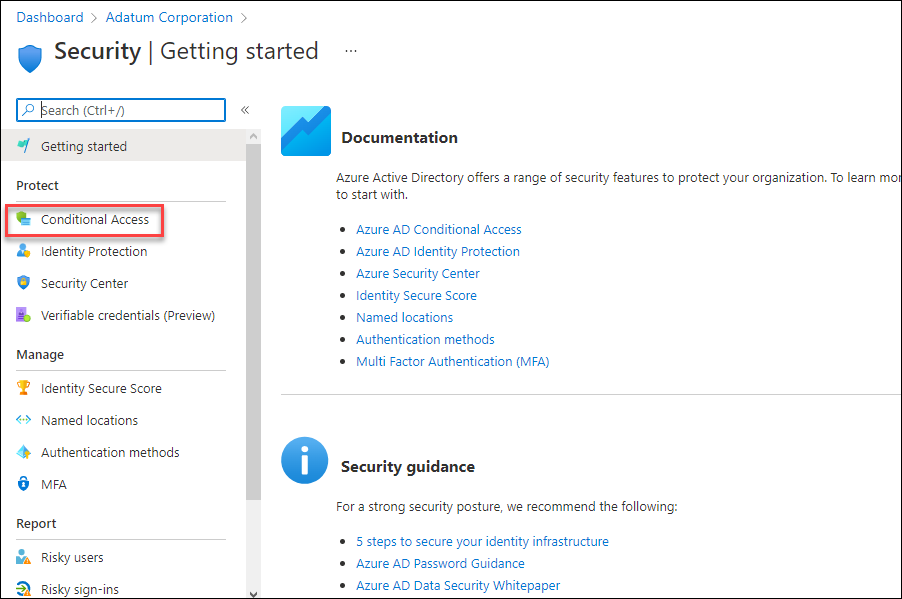 Dashboard > Adatum Corporation >
Security | Getting started ...
Search (Ctrl+/) «
Getting started
Protect
Conditional Access
Identity Protection
Security Center
Verifiable credentials (Preview)
Manage
Identity Secure Score
Named locations
Authentication methods
MFA
Report
Risky users
Risky sign-ins
Documentation
Azure Active Directory offers a range of security features to protect your organization. To learn mor
to start with.
• Azure AD Conditional Access
• Azure AD Identity Protection
• Azure Security Center
• Identity Secure Score
• Named locations
• Authentication methods
• Multi Factor Authentication (MFA)
Security guidance
For a strong security posture, we recommend the following:
• 5 steps to secure your identity infrastructure
• Azure AD Password Guidance
• Azure AD Data Security Whitepaper